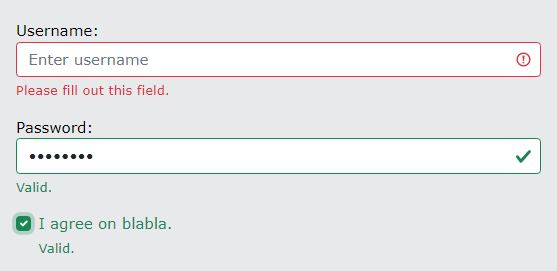 Username:
Enter username
Please fill out this field.
Password:
••••••••
Valid.
I agree on blabla.
Valid.